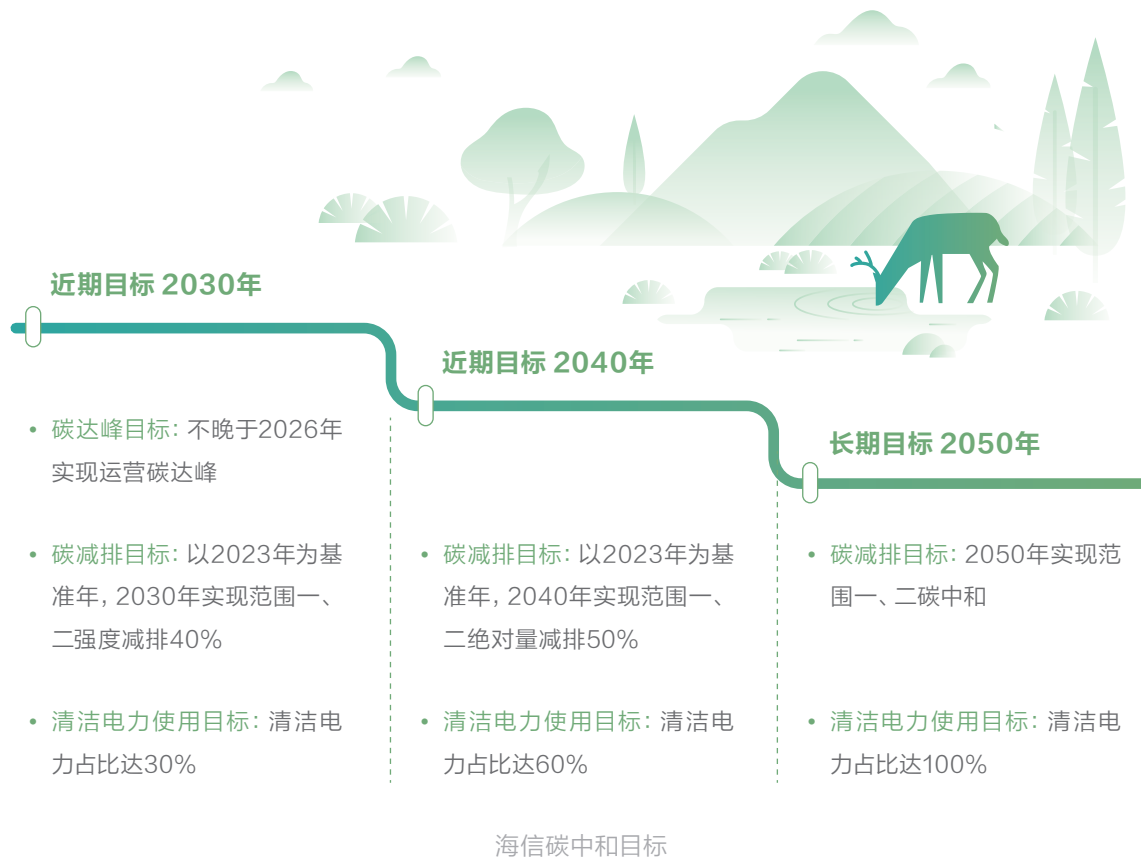 近期目标 2030年
• 碳达峰目标：不晚于2026年
实现运营碳达峰
• 碳减排目标：以2023年为基
准年，2030年实现范围一、
二强度减排40%
• 清洁电力使用目标：清洁电
力占比达30%
近期目标 2040年
• 碳减排目标：以2023年为基
准年，2040年实现范围一、
二绝对量减排50%
• 清洁电力使用目标：清洁电
力占比达60%
长期目标 2050年
• 碳减排目标：2050年实现范
围一、二碳中和
• 清洁电力使用目标：清洁电
力占比达100%
海信碳中和目标